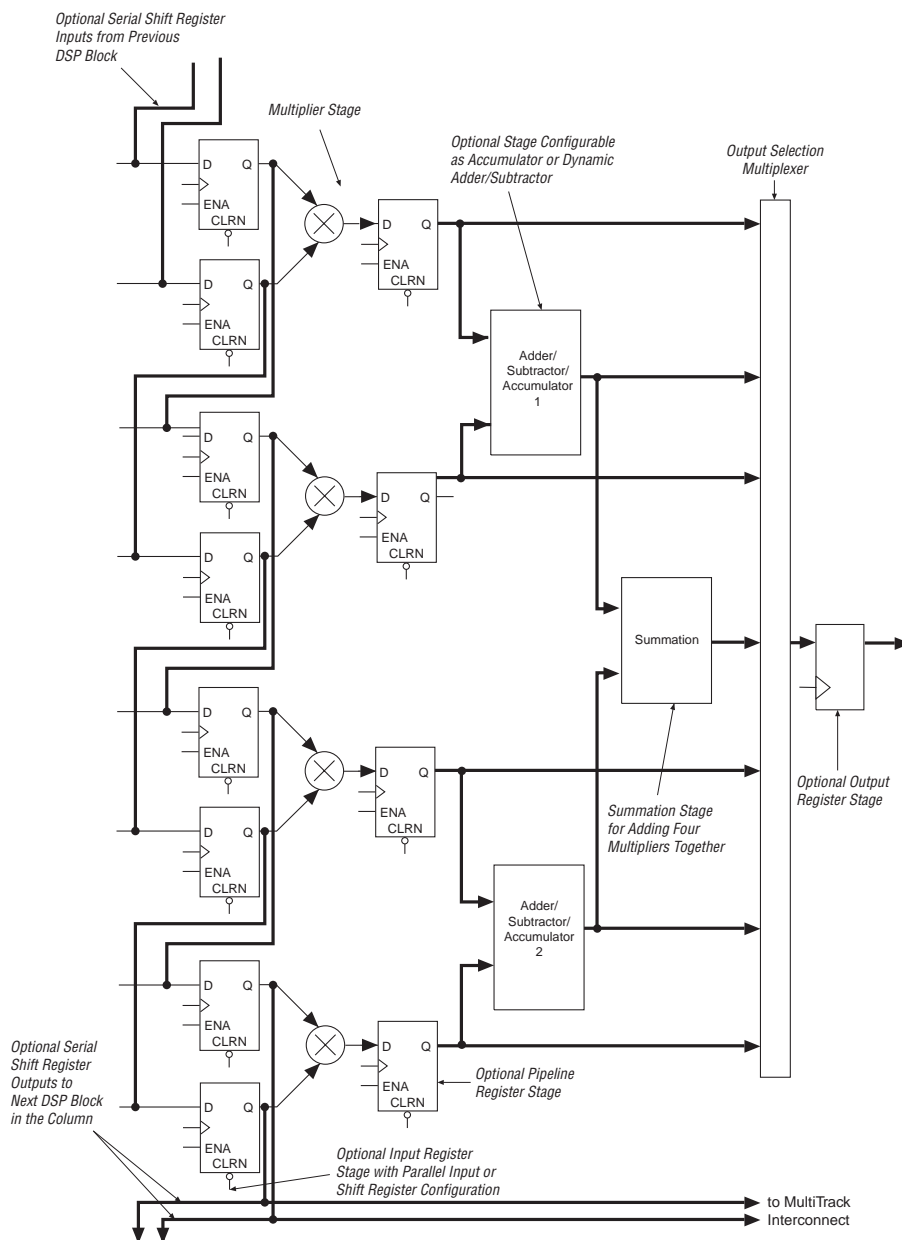 Optional Serial Shift Register
Inputs from Previous
DSP Block
Multiplier Stage
Optional Stage Configurable
as Accumulator or Dynamic
Adder/Subtractor
Output Selection
Multiplexer
D Q
ENA
CLRN
D Q
ENA
CLRN
D Q
ENA
CLRN
Adder/
Subtractor/
Accumulator
1
D Q
ENA
CLRN
D Q
ENA
CLRN
D Q
ENA
CLRN
Summation
D Q
ENA
CLRN
D Q
ENA
CLRN
D Q
ENA
CLRN
Summation Stage
for Adding Four
Multipliers Together
Optional Output
Register Stage
Adder/
Subtractor/
Accumulator
2
D Q
ENA
CLRN
D Q
ENA
CLRN
D Q
ENA
CLRN
Optional Serial
Shift Register
Outputs to
Next DSP Block
in the Column
Optional Pipeline
Register Stage
Optional Input Register
Stage with Parallel Input or
Shift Register Configuration
to MultiTrack
Interconnect